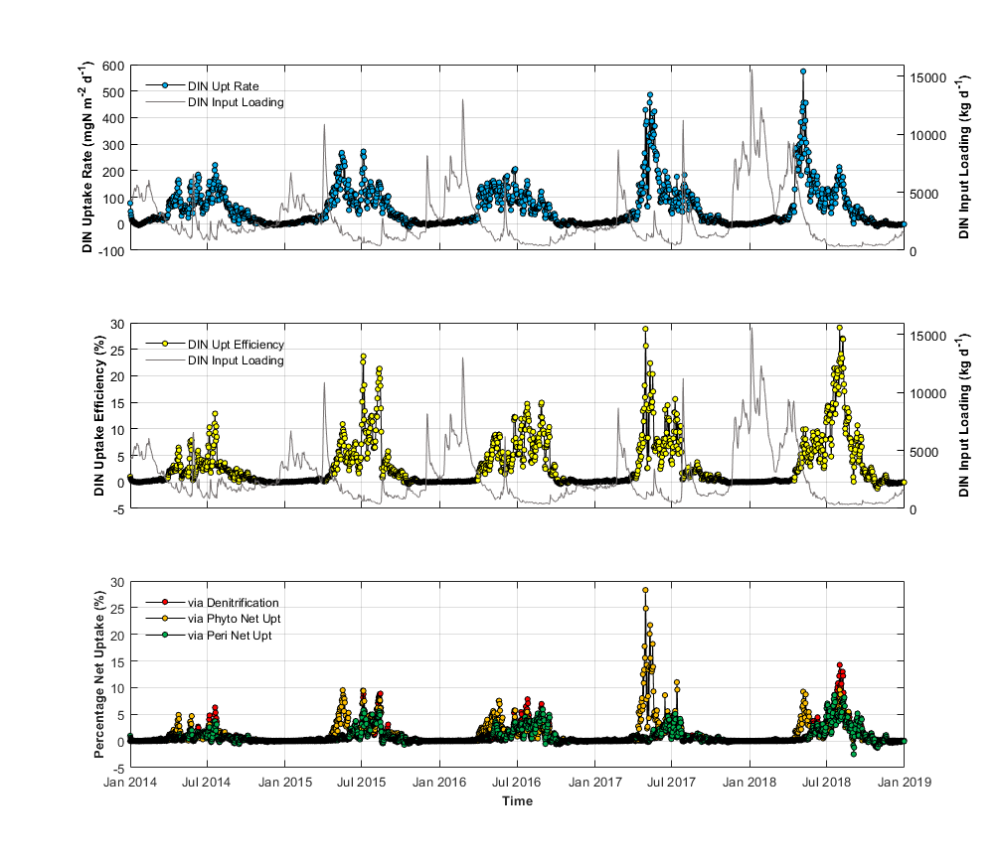 DIN Uptake Rate (mgN m-2 d-1)
600
500
400
300
200
100
0
-100
DIN Upt Rate
DIN Input Loading
15000
10000
5000
0
DIN Input Loading (kg d-1)
DIN Uptake Efficiency (%)
30
25
20
15
10
5
0
-5
DIN Upt Efficiency
DIN Input Loading
15000
10000
5000
0
DIN Input Loading (kg d-1)
Percentage Net Uptake (%)
30
25
20
15
10
5
0
-5
via Denitrification
via Phyto Net Upt
via Peri Net Upt
Jan 2014 Jul 2014 Jan 2015 Jul 2015 Jan 2016 Jul 2016 Jan 2017 Jul 2017 Jan 2018 Jul 2018 Jan 2019
Time